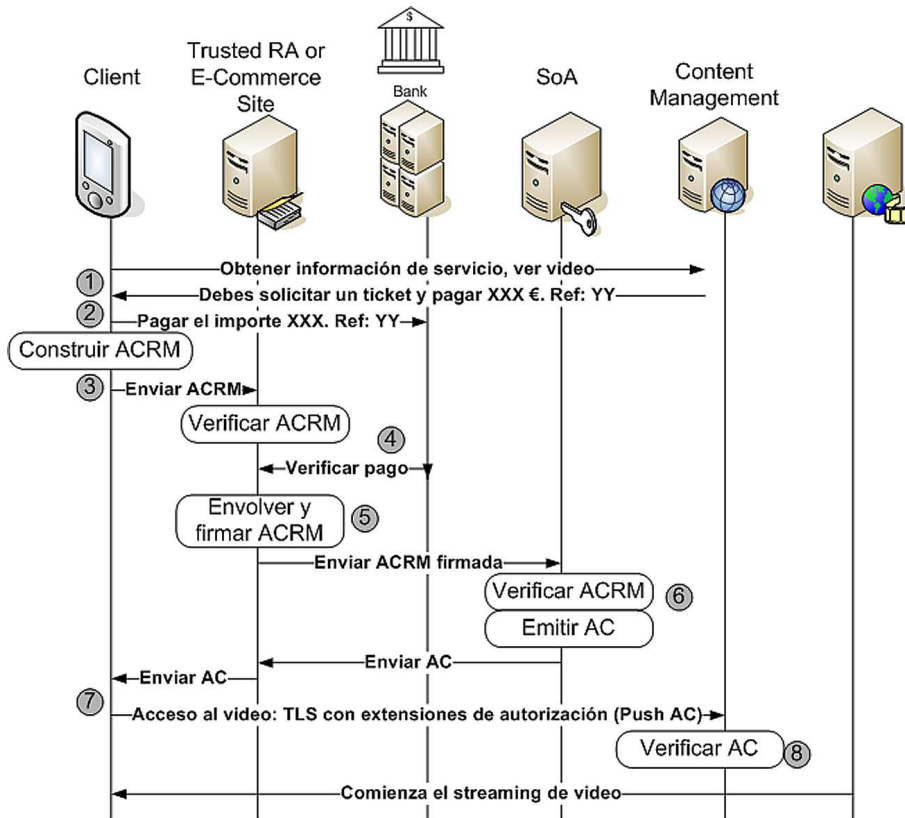 Client
Trusted RA or
E-Commerce
Site
$
Bank
SoA
Content
Management
1
Obtener información de servicio, ver video
Debes solicitar un ticket y pagar XXX €. Ref: YY
2
Pagar el importe XXX. Ref: YY
Construir ACRM
3
Enviar ACRM
Verificar ACRM
4
Verificar pago
Envolver y
firmar ACRM
5
Enviar ACRM firmada
Verificar ACRM
6
Emitir AC
Enviar AC
Enviar AC
7
Acceso al video: TLS con extensiones de autorización (Push AC)
Verificar AC
8
Comienza el streaming de video